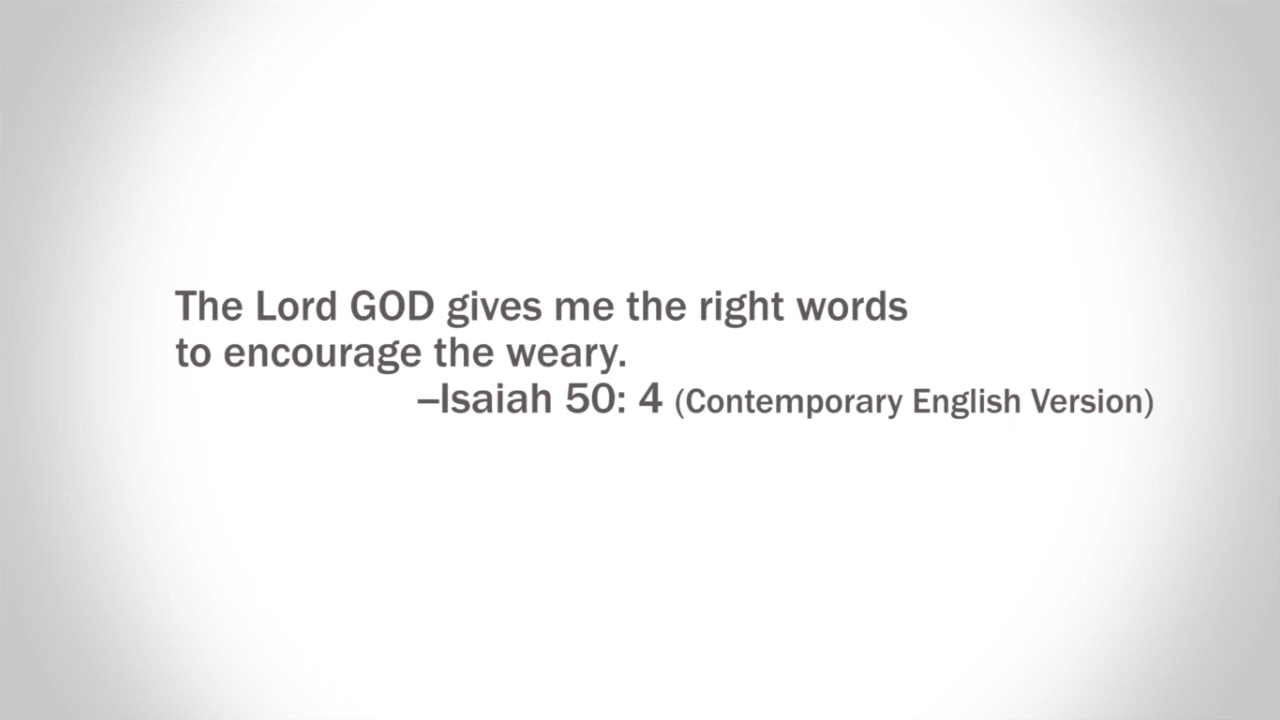 The Lord GOD gives me the right words
to encourage the weary.
–Isaiah 50: 4 (Contemporary English Version)